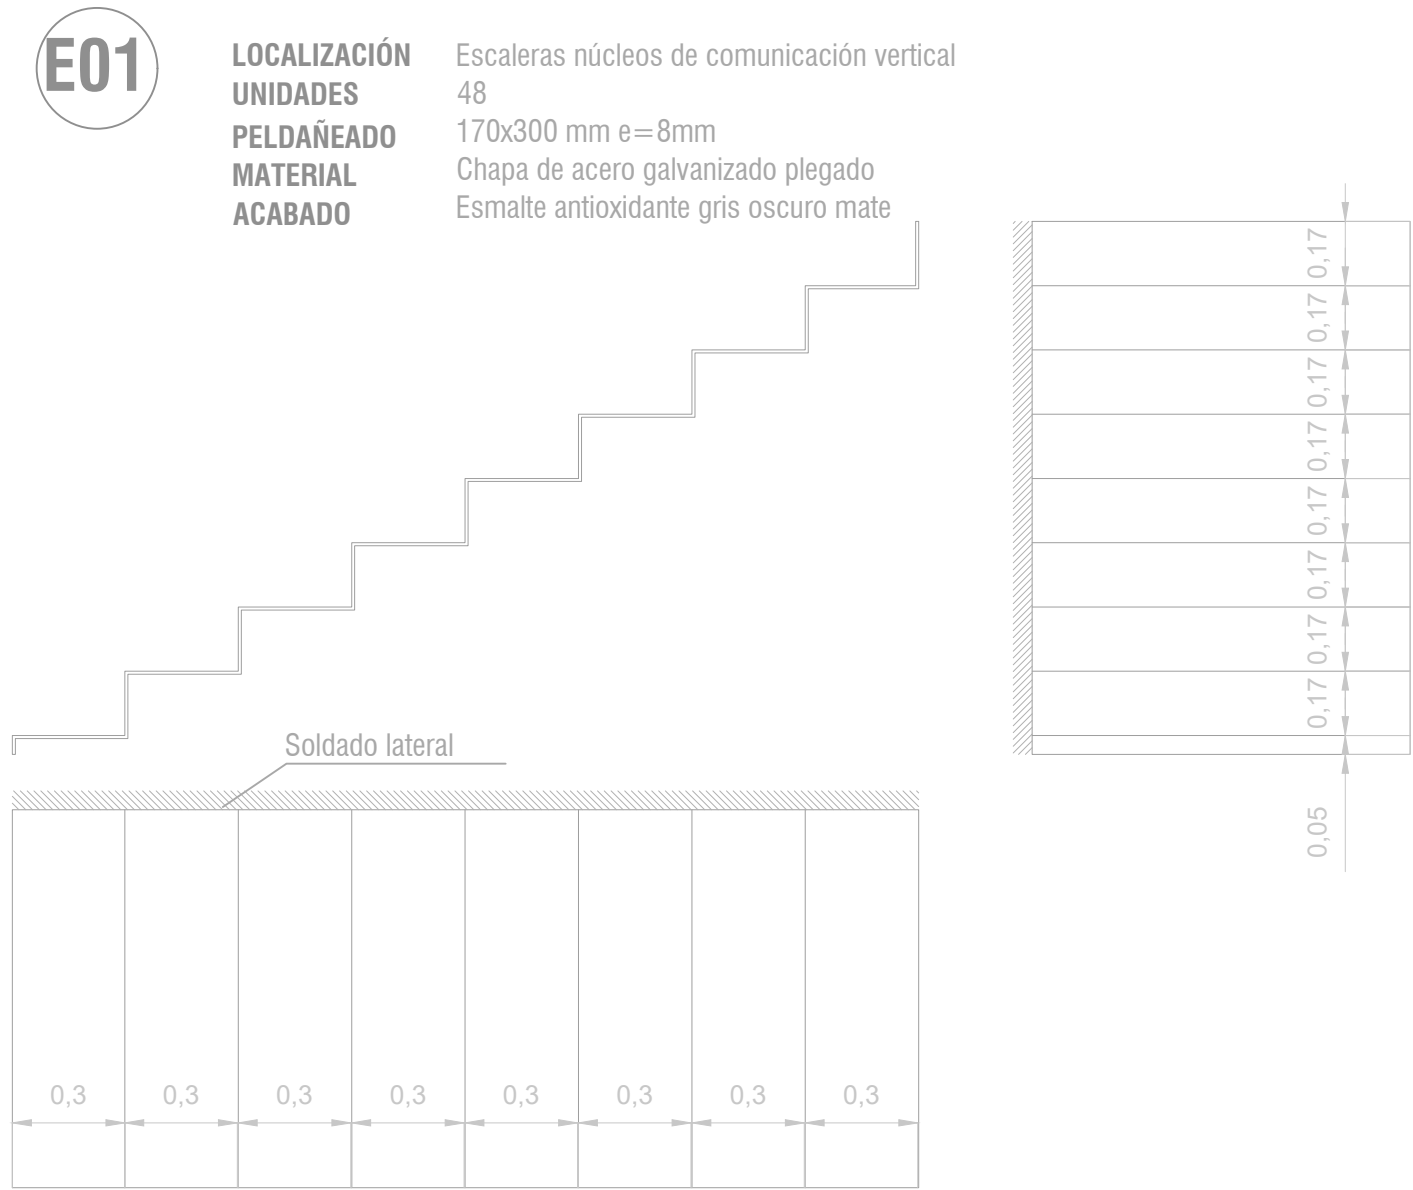 E01
LOCALIZACIÓN Escaleras núcleos de comunicación vertical
UNIDADES 48
PELDAÑEADO 170x300 mm e=8mm
MATERIAL Chapa de acero galvanizado plegado
ACABADO Esmalte antioxidante gris oscuro mate
0,17
0,17
0,17
0,17
0,17
0,17
0,17
0,17
0,05
Soldado lateral
0,3 0,3 0,3 0,3 0,3 0,3 0,3 0,3